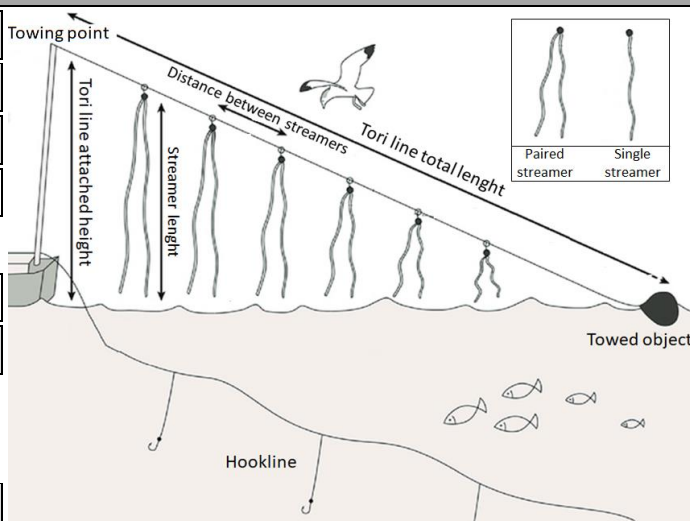 Towing point
Distance between streamers
Tori line total lenght
Tori line attached height
Streamer lenght
Paired
streamer
Single
streamer
Towed object
Hookline